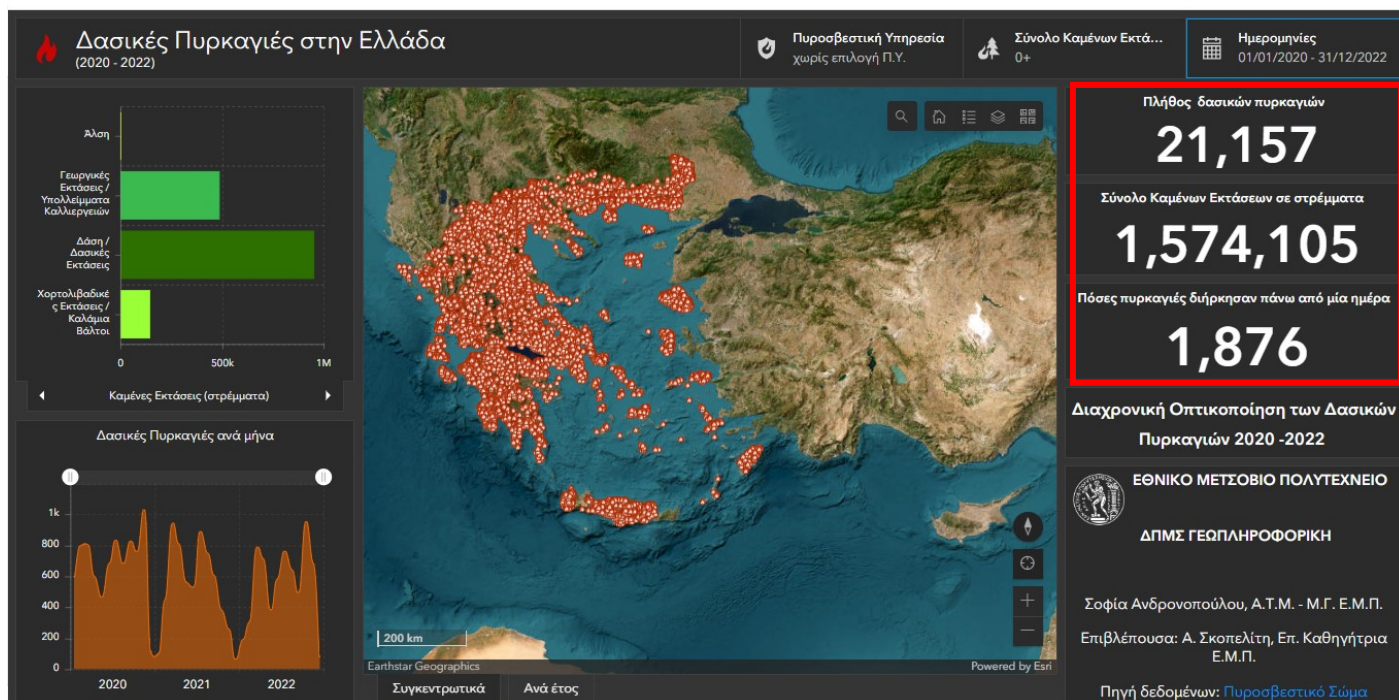 Δασικές Πυρκαγιές στην Ελλάδα
(2020 - 2022)
Πυροσβεστική Υπηρεσία
χωρίς επιλογή Π.Υ.
Σύνολο Καμένων Εκτά...
0+
Ημερομηνίες
01/01/2020 - 31/12/2022
Άλση
Γεωργικές
Εκτάσεις /
Υπολλείμματα
Καλλιεργειών
Δάση /
Δασικές
Εκτάσεις
Χορτολιβαδικέ
ς Εκτάσεις /
Καλάμια
Βάλτοι
0
500k
1M
Καμένες Εκτάσεις (στρέμματα)
Δασικές Πυρκαγιές ανά μήνα
1k
800
600
400
200
0
2020
2021
2022
200 km
Earthstar Geographics
Powered by Esri
Συγκεντρωτικά
Ανά έτος
Πλήθος δασικών πυρκαγιών
21,157
Σύνολο Καμένων Εκτάσεων σε στρέμματα
1,574,105
Πόσες πυρκαγιές διήρκησαν πάνω από μία ημέρα
1,876
Διαχρονική Οπτικοποίηση των Δασικών
Πυρκαγιών 2020 -2022
ΕΘΝΙΚΟ ΜΕΤΣΟΒΙΟ ΠΟΛΥΤΕΧΝΕΙΟ
ΔΠΜΣ ΓΕΩΠΛΗΡΟΦΟΡΙΚΗ
Σοφία Ανδρονοπούλου, Α.Τ.Μ. - Μ.Γ. Ε.Μ.Π.
Επιβλέπουσα: Α. Σκοπελίτη, Επ. Καθηγήτρια
Ε.Μ.Π.
Πηγή δεδομένων: Πυροσβεστικό Σώμα